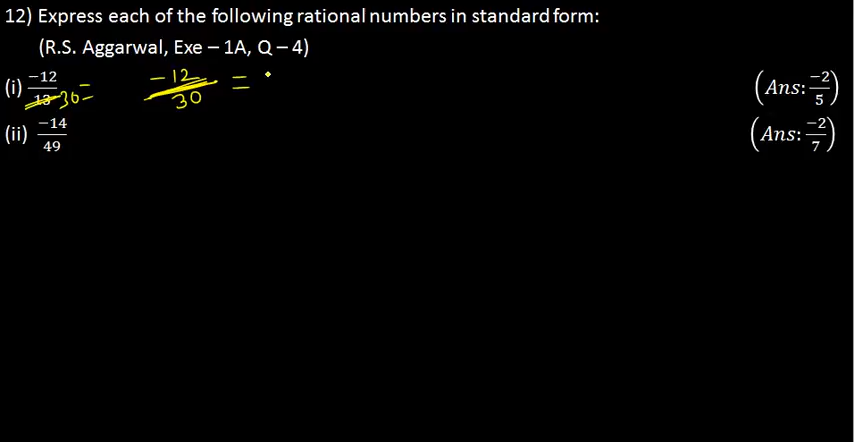 12) Express each of the following rational numbers in standard form:
(R.S. Aggarwal, Exe – 1A, Q – 4)
(i) −12/13 30 = −12/30 = (Ans: −2/5)
(ii) −14/49 (Ans: −2/7)